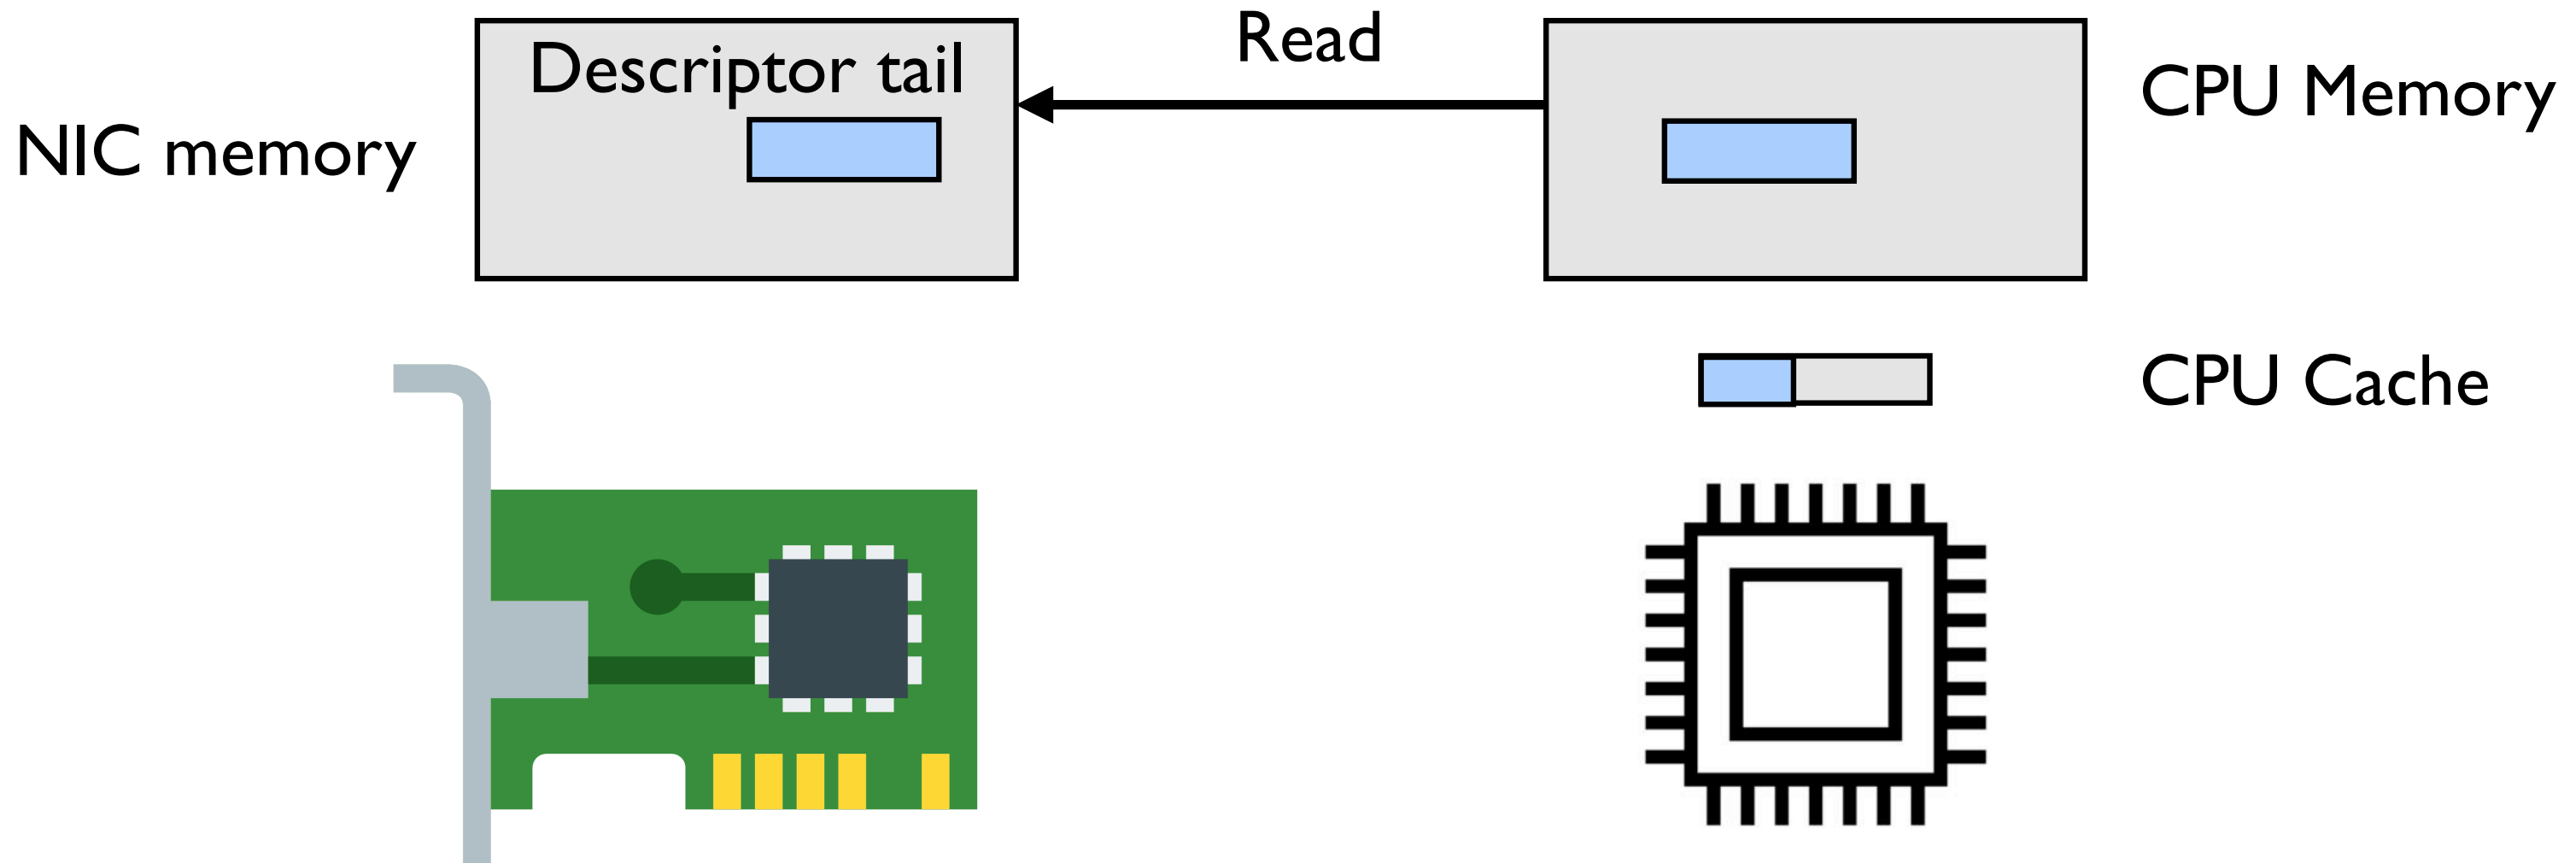 Read
Descriptor tail
CPU Memory
NIC memory
CPU Cache